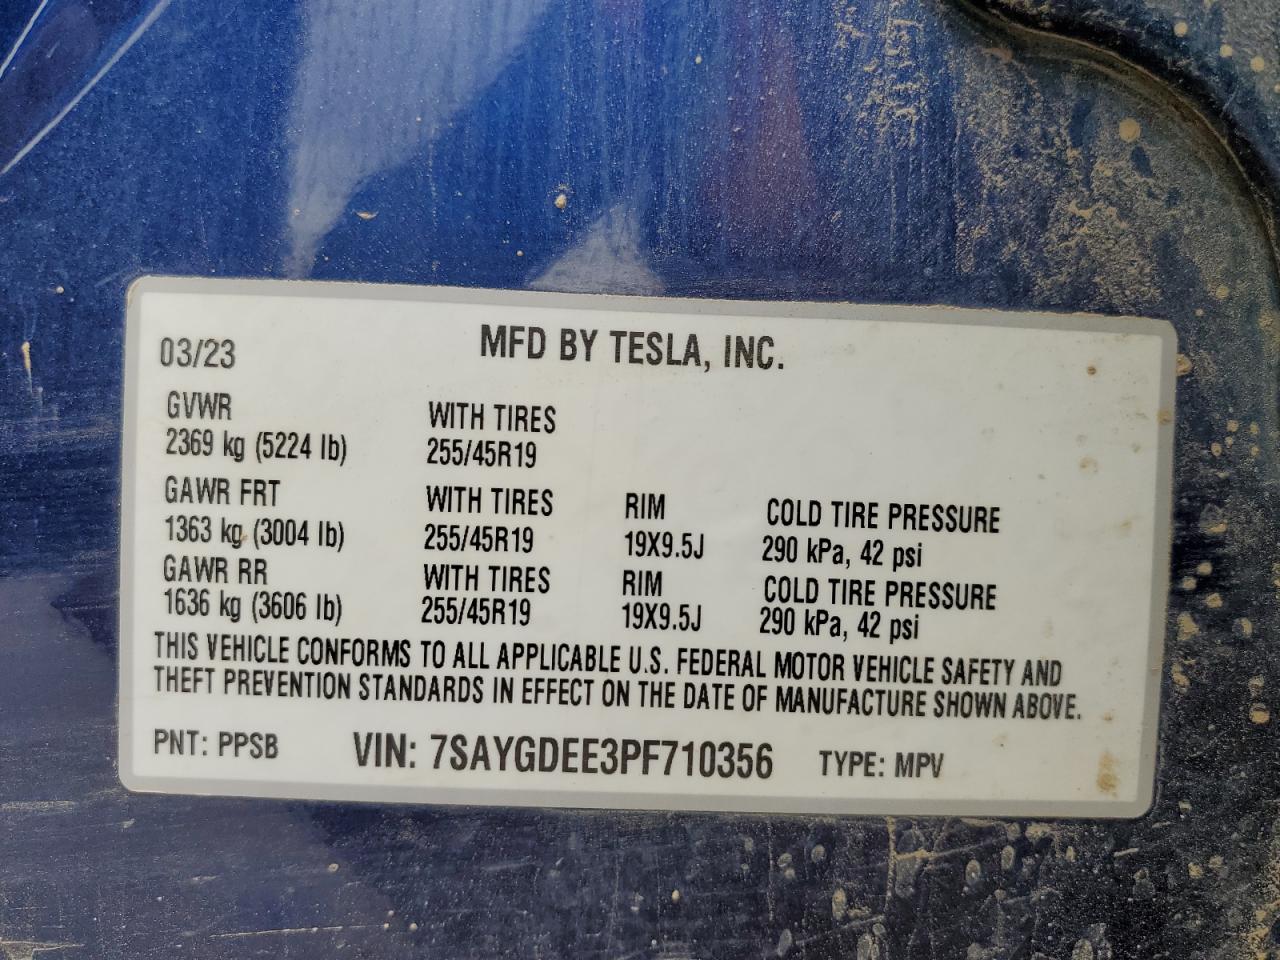 03/23 MFD BY TESLA, INC.
GVWR WITH TIRES
2369 kg (5224 lb) 255/45R19
GAWR FRT WITH TIRES RIM COLD TIRE PRESSURE
1363 kg (3004 lb) 255/45R19 19X9.5J 290 kPa, 42 psi
GAWR RR WITH TIRES RIM COLD TIRE PRESSURE
1636 kg (3606 lb) 255/45R19 19X9.5J 290 kPa, 42 psi
THIS VEHICLE CONFORMS TO ALL APPLICABLE U.S. FEDERAL MOTOR VEHICLE SAFETY AND
THEFT PREVENTION STANDARDS IN EFFECT ON THE DATE OF MANUFACTURE SHOWN ABOVE.
PNT: PPSB VIN: 7SAYGDEE3PF710356 TYPE: MPV